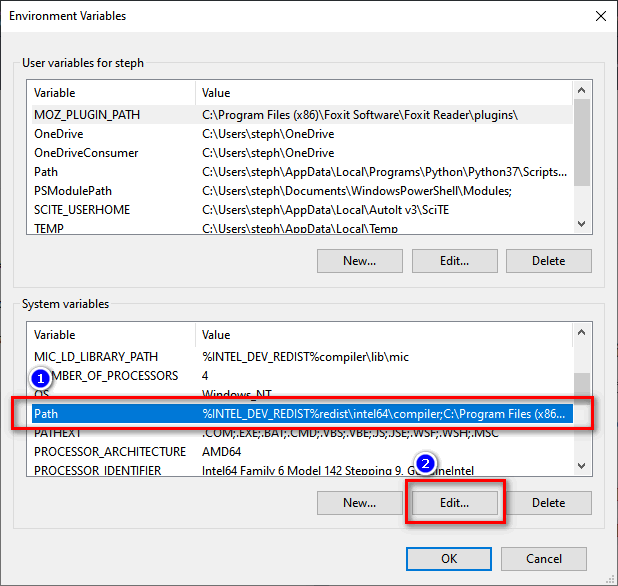 Environment Variables
User variables for steph
Variable Value
MOZ_PLUGIN_PATH C:\Program Files (x86)\Foxit Software\Foxit Reader\plugins\
OneDrive C:\Users\steph\OneDrive
OneDriveConsumer C:\Users\steph\OneDrive
Path C:\Users\steph\AppData\Local\Programs\Python\Python37\Scripts...
PSModulePath C:\Users\steph\Documents\WindowsPowerShell\Modules;
SCITE_USERHOME C:\Users\steph\AppData\Local\AutoIt v3\SciTE
TEMP C:\Users\steph\AppData\Local\Temp
New... Edit... Delete
System variables
Variable Value
MIC_LD_LIBRARY_PATH %INTEL_DEV_REDIST%compiler\lib\mic
1
MBER_OF_PROCESSORS 4
OS Windows_NT
Path %INTEL_DEV_REDIST%redist\intel64\compiler;C:\Program Files (x86...
PATHEXT .COM;.EXE;.BAT;.CMD;.VBS;.VBE;.JS;.JSE;.WSF;.WSH;.MSC
PROCESSOR_ARCHITECTURE AMD64
PROCESSOR_IDENTIFIER Intel64 Family 6 Model 142 Stepping 9, GenuineIntel
2
New... Edit... Delete
OK Cancel